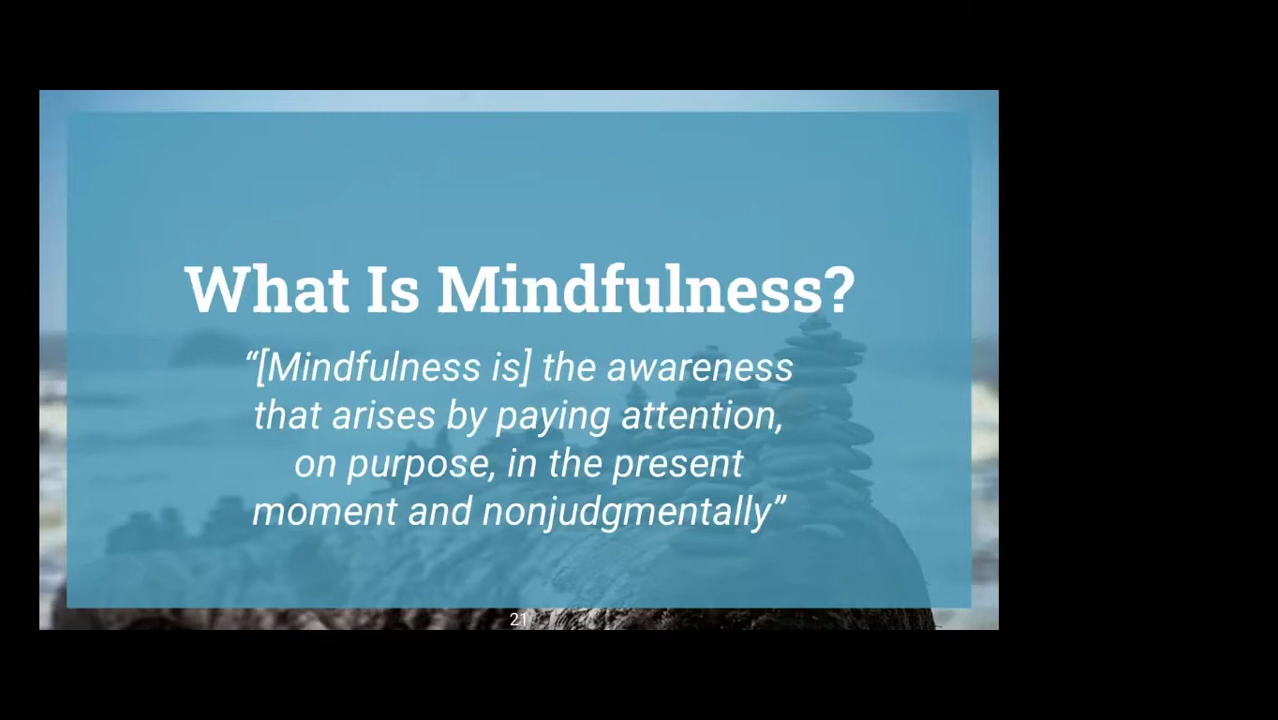 What Is Mindfulness?
“[Mindfulness is] the awareness
that arises by paying attention,
on purpose, in the present
moment and nonjudgmentally”
21